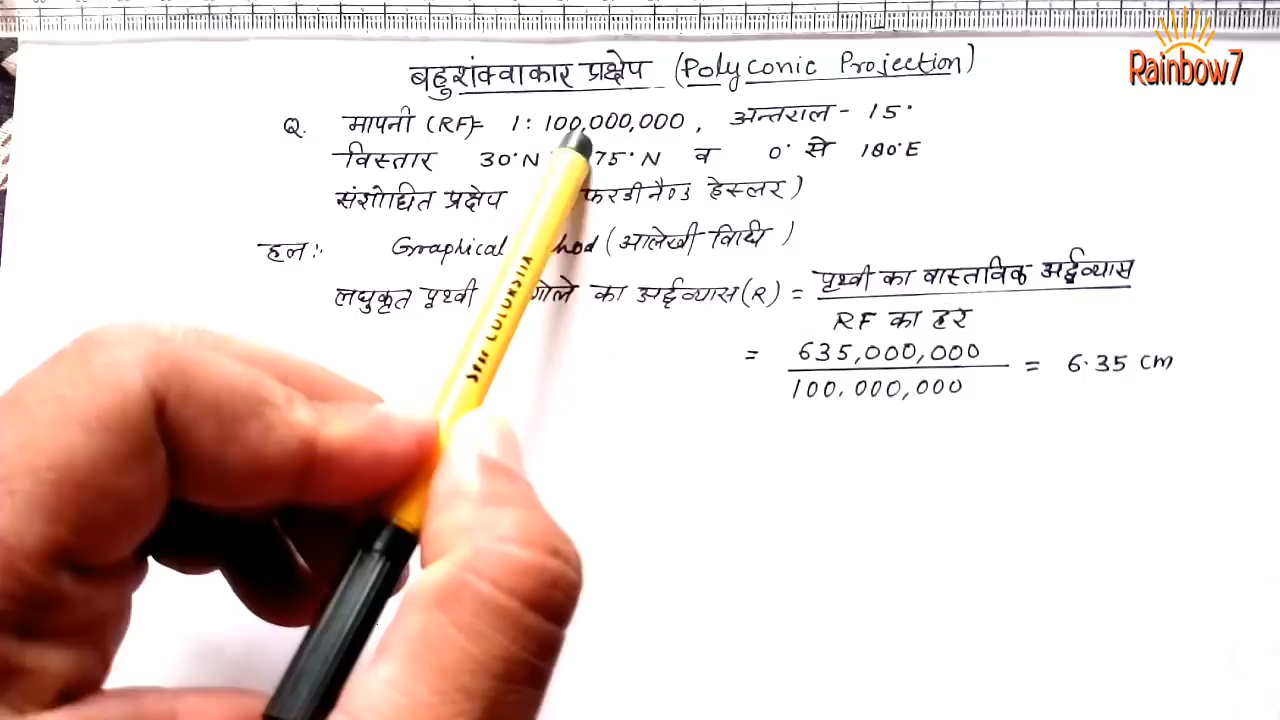 Rainbow7
बहुशंक्वाकार प्रक्षेप (Polyconic Projection)
Q. मापनी (RF)= 1: 100,000,000, अन्तराल - 15°
विस्तार 30°N 75°N व 0° से 180°E
संशोधित प्रक्षेप फरडीनैण्ड हेस्लर)
हल:- Graphical hod (आलेखी विधि)
लघुकृत पृथ्वी गोले का अर्द्धव्यास (R) = पृथ्वी का वास्तविक अर्द्धव्यास
RF का हर
= 635,000,000 = 6.35 cm
100,000,000